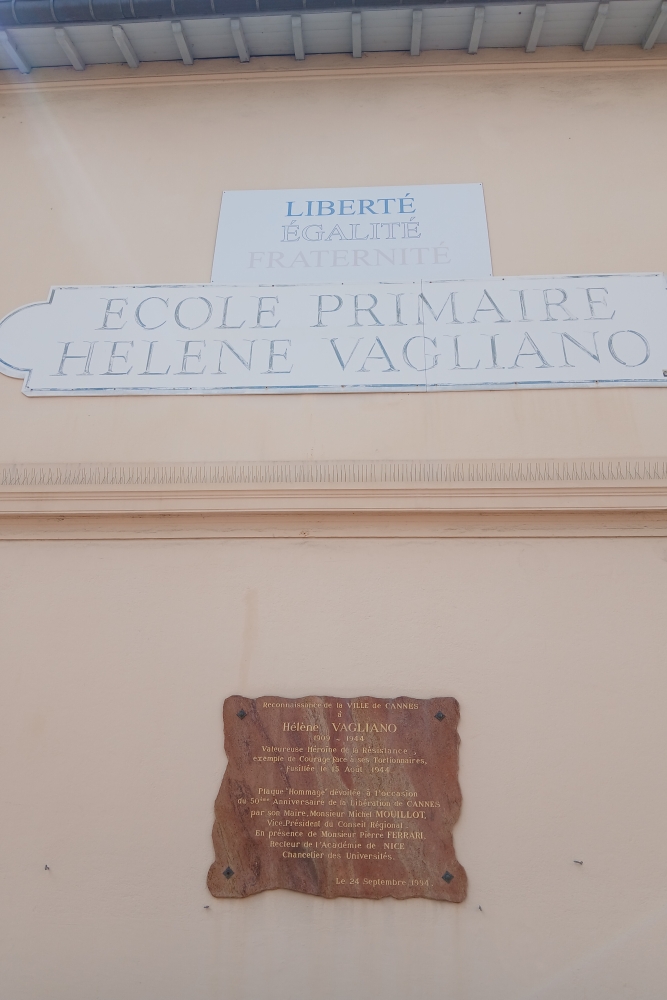 LIBERTÉ
ÉGALITÉ
FRATERNITÉ
ECOLE PRIMAIRE
HELENE VAGLIANO
Reconnaissance de la VILLE de CANNES
à
Hélène VAGLIANO
1909 - 1944
Valeureuse Héroïne de la Résistance,
exemple de Courage face à ses Tortionnaires,
Fusillée le 15 Août 1944
Plaque "Hommage" dévoilée à l'occasion
du 50ème Anniversaire de la Libération de CANNES
par son Maire, Monsieur Michel MOUILLOT,
Vice.Président du Conseil Régional.
En présence de Monsieur Pierre FERRARI,
Recteur de l'Académie de NICE
Chancelier des Universités.
Le 24 Septembre 1994